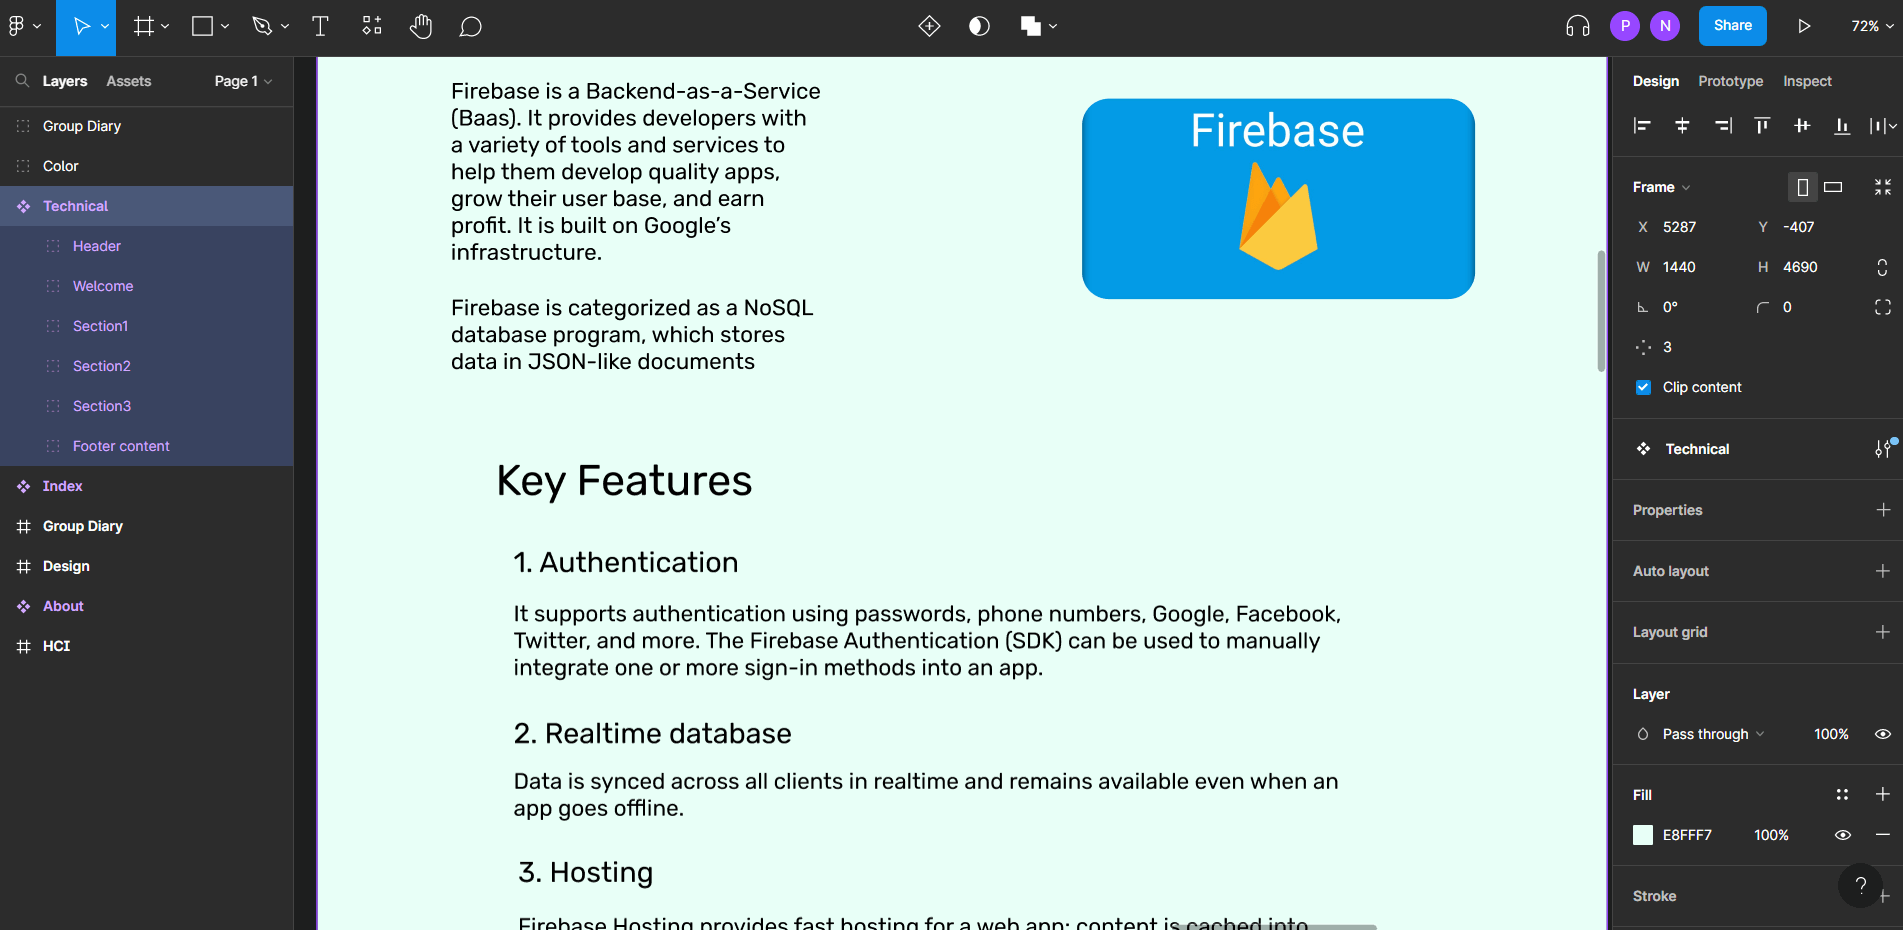 P
N
Share
72%
Layers
Assets
Page 1
Group Diary
Color
Technical
Header
Welcome
Section1
Section2
Section3
Footer content
Index
Group Diary
Design
About
HCI
Firebase is a Backend-as-a-Service
(Baas). It provides developers with
a variety of tools and services to
help them develop quality apps,
grow their user base, and earn
profit. It is built on Google’s
infrastructure.
Firebase is categorized as a NoSQL
database program, which stores
data in JSON-like documents
Firebase
Key Features
1. Authentication
It supports authentication using passwords, phone numbers, Google, Facebook,
Twitter, and more. The Firebase Authentication (SDK) can be used to manually
integrate one or more sign-in methods into an app.
2. Realtime database
Data is synced across all clients in realtime and remains available even when an
app goes offline.
3. Hosting
Firebase Hosting provides fast hosting for a web app; content is cached into
Design
Prototype
Inspect
Frame
X 5287
Y -407
W 1440
H 4690
0°
0
3
Clip content
Technical
Properties
Auto layout
Layout grid
Layer
Pass through
100%
Fill
E8FFF7
100%
?
Stroke